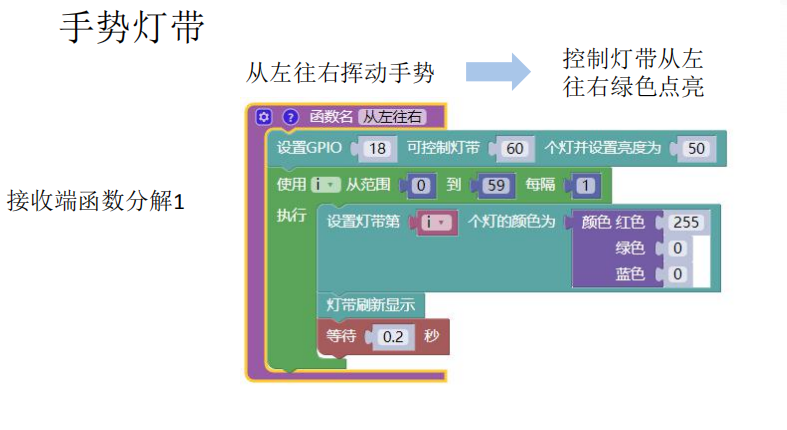 手势灯带
从左往右挥动手势
控制灯带从左
往右绿色点亮
接收端函数分解1
? 函数名 从左往右
设置GPIO 18 可控制灯带 60 个灯并设置亮度为 50
使用 i 从范围 0 到 59 每隔 1
执行 设置灯带第 i 个灯的颜色为 颜色 红色 255
绿色 0
蓝色 0
灯带刷新显示
等待 0.2 秒